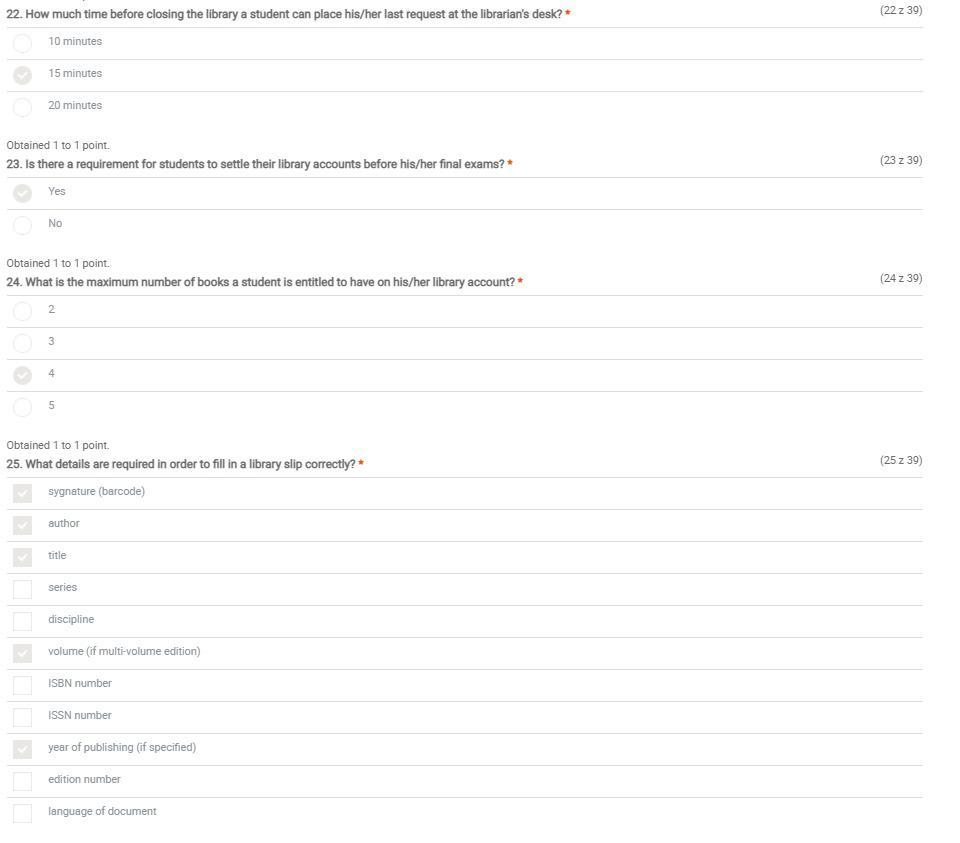 22. How much time before closing the library a student can place his/her last request at the librarian's desk? * (22 z 39)
10 minutes
15 minutes
20 minutes
Obtained 1 to 1 point.
23. Is there a requirement for students to settle their library accounts before his/her final exams? * (23 z 39)
Yes
No
Obtained 1 to 1 point.
24. What is the maximum number of books a student is entitled to have on his/her library account? * (24 z 39)
2
3
4
5
Obtained 1 to 1 point.
25. What details are required in order to fill in a library slip correctly? * (25 z 39)
sygnature (barcode)
author
title
series
discipline
volume (if multi-volume edition)
ISBN number
ISSN number
year of publishing (if specified)
edition number
language of document